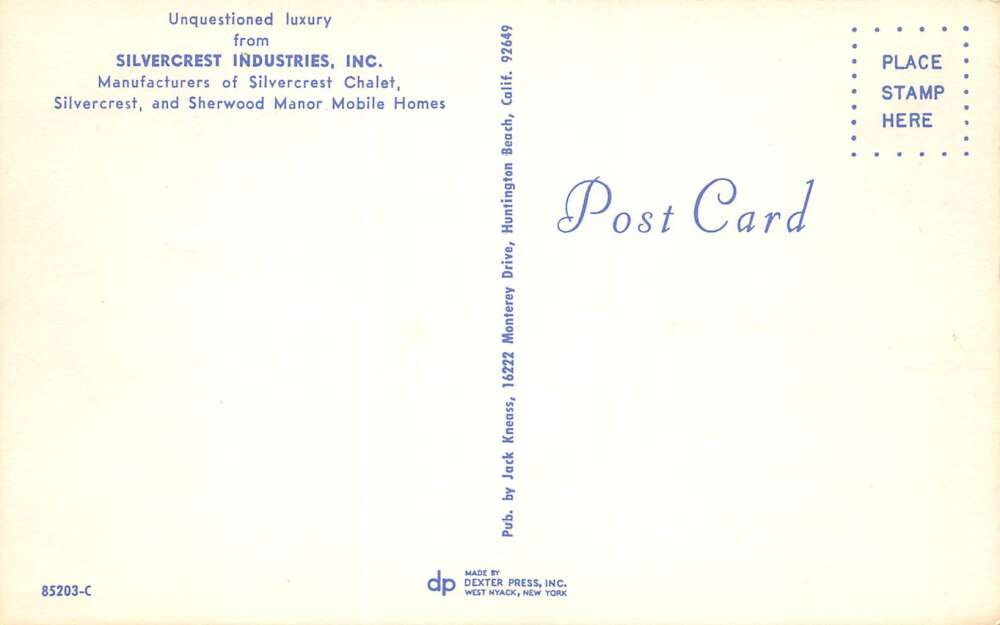 Unquestioned luxury
from
SILVERCREST INDUSTRIES, INC.
Manufacturers of Silvercrest Chalet,
Silvercrest, and Sherwood Manor Mobile Homes
Pub. by Jack Kneass, 16222 Monterey Drive, Huntington Beach, Calif. 92649
PLACE
STAMP
HERE
Post Card
85203-C
dp
MADE BY
DEXTER PRESS, INC.
WEST NYACK, NEW YORK